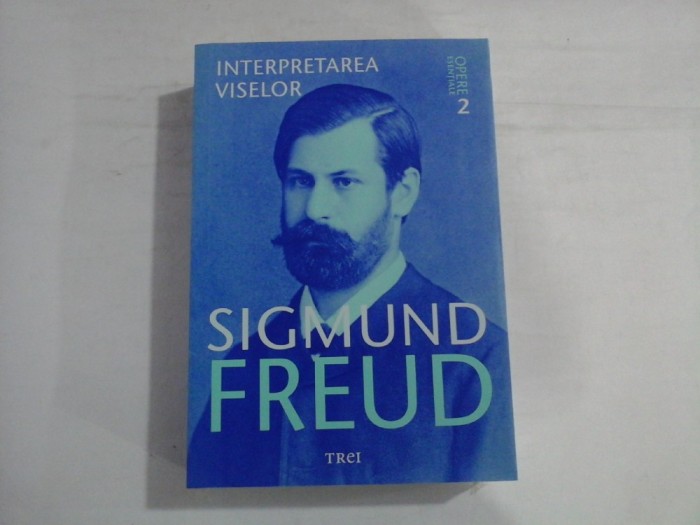 INTERPRETAREA
VISELOR
OPERE
ESENȚIALE
2
SIGMUND
FREUD
TREI